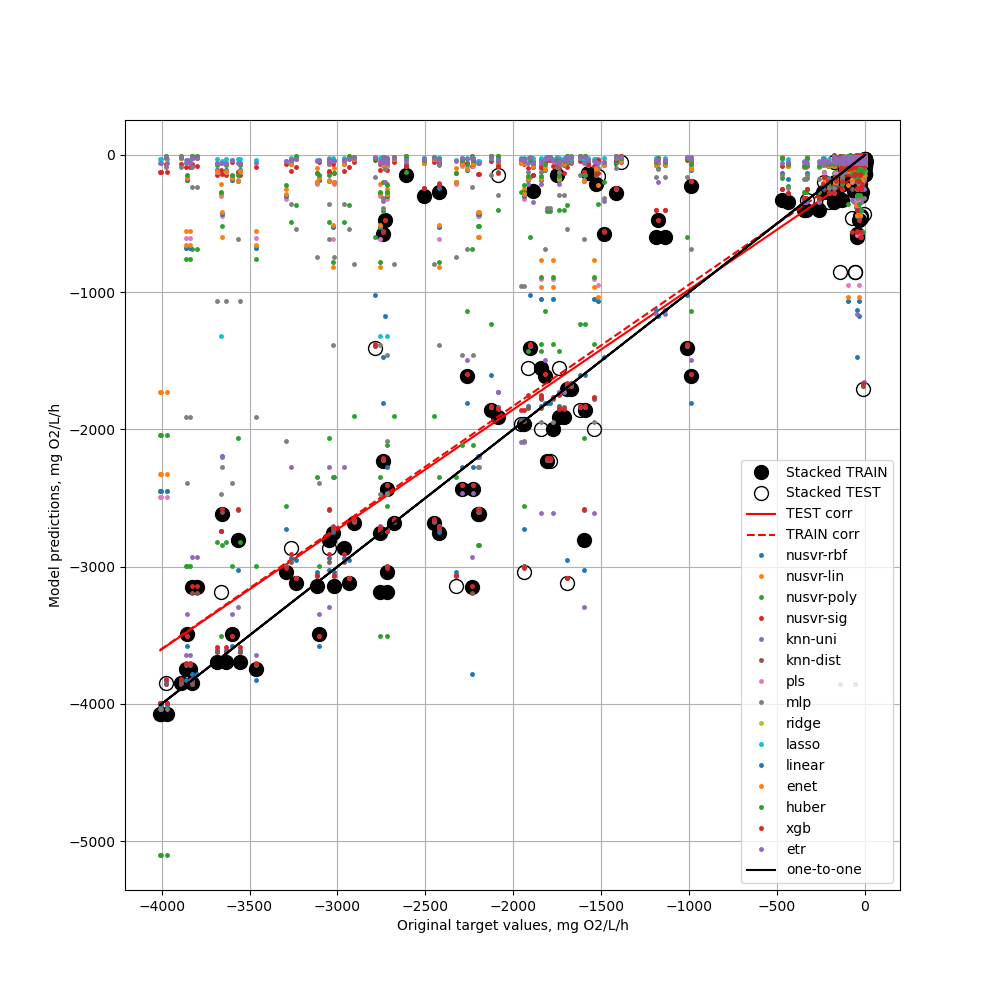 0
−1000
−2000
−3000
−4000
−5000
Model predictions, mg O2/L/h
−4000 −3500 −3000 −2500 −2000 −1500 −1000 −500 0
Original target values, mg O2/L/h
Stacked TRAIN
Stacked TEST
TEST corr
TRAIN corr
nusvr-rbf
nusvr-lin
nusvr-poly
nusvr-sig
knn-uni
knn-dist
pls
mlp
ridge
lasso
linear
enet
huber
xgb
etr
one-to-one